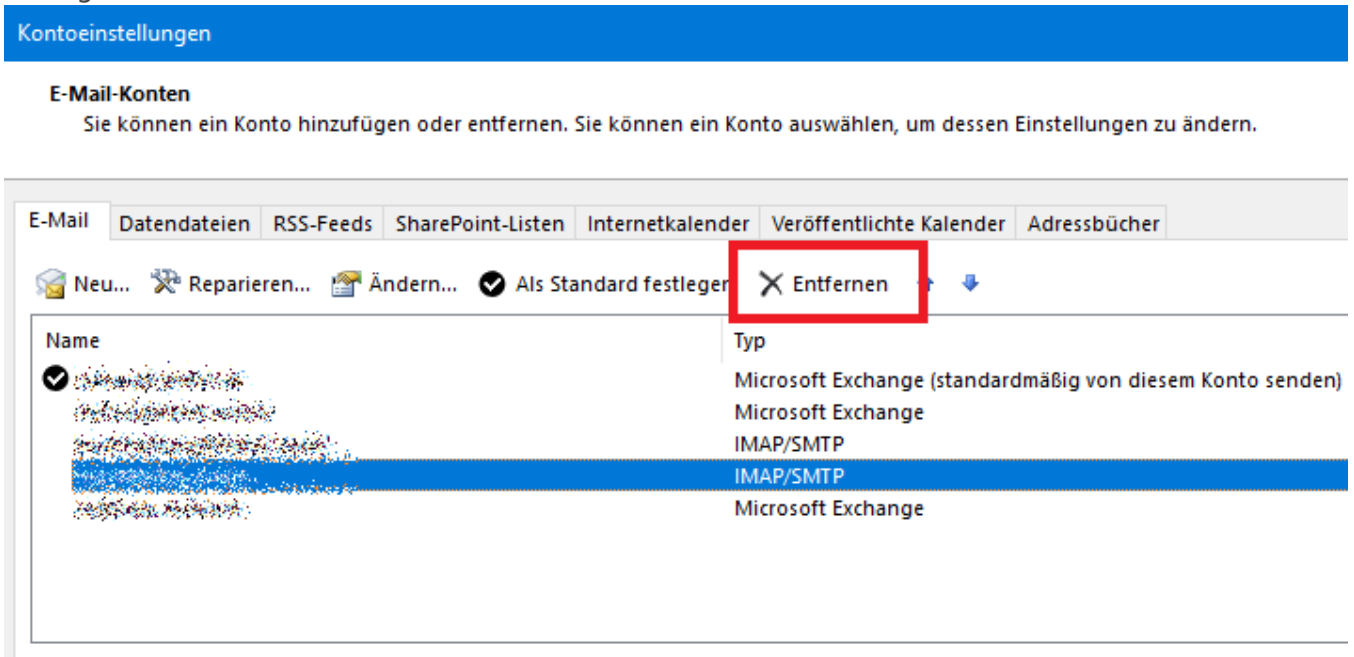 Kontoeinstellungen
E-Mail-Konten
Sie können ein Konto hinzufügen oder entfernen. Sie können ein Konto auswählen, um dessen Einstellungen zu ändern.
E-Mail Datendateien RSS-Feeds SharePoint-Listen Internetkalender Veröffentlichte Kalender Adressbücher
Neu... Reparieren... Ändern... Als Standard festlegen Entfernen
Name Typ
Microsoft Exchange (standardmäßig von diesem Konto senden)
Microsoft Exchange
IMAP/SMTP
IMAP/SMTP
Microsoft Exchange